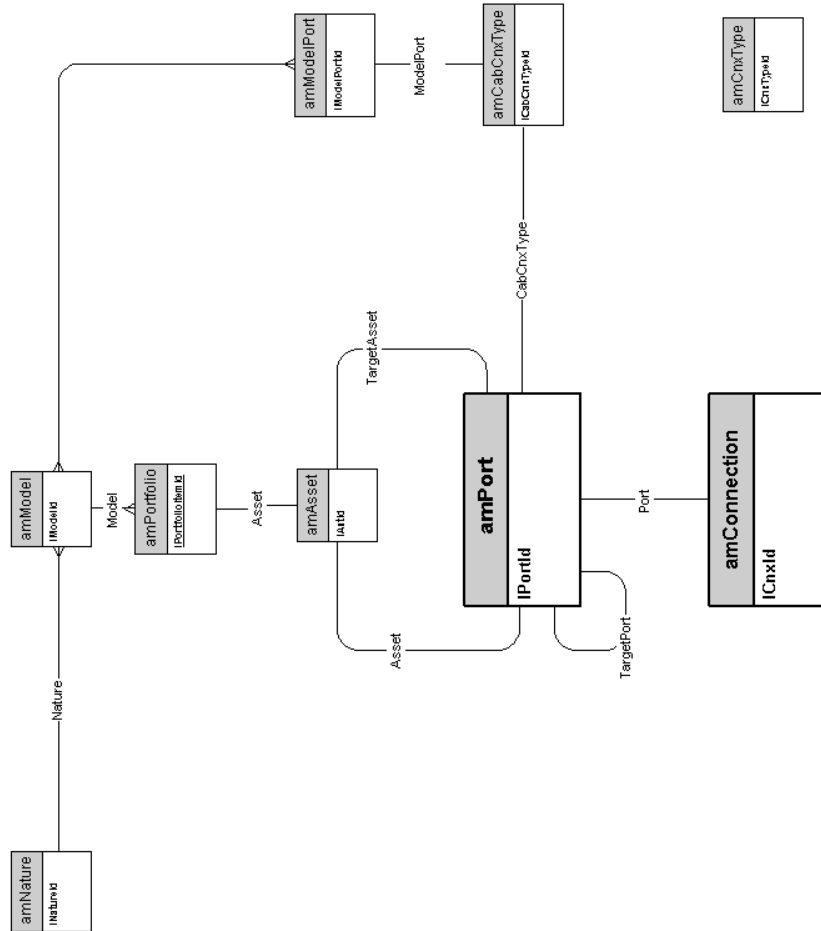 amNature
lNatureId
Nature
amModel
lModelId
Model
amPortfolio
lPortfolioItemId
Asset
amAsset
lAstId
Asset
TargetAsset
amModelPort
lModelPortId
ModelPort
amCabCnxType
lCabCnxTypeId
CabCnxType
amPort
lPortId
TargetPort
Port
amConnection
lCnxId
amCnxType
lCnxTypeId